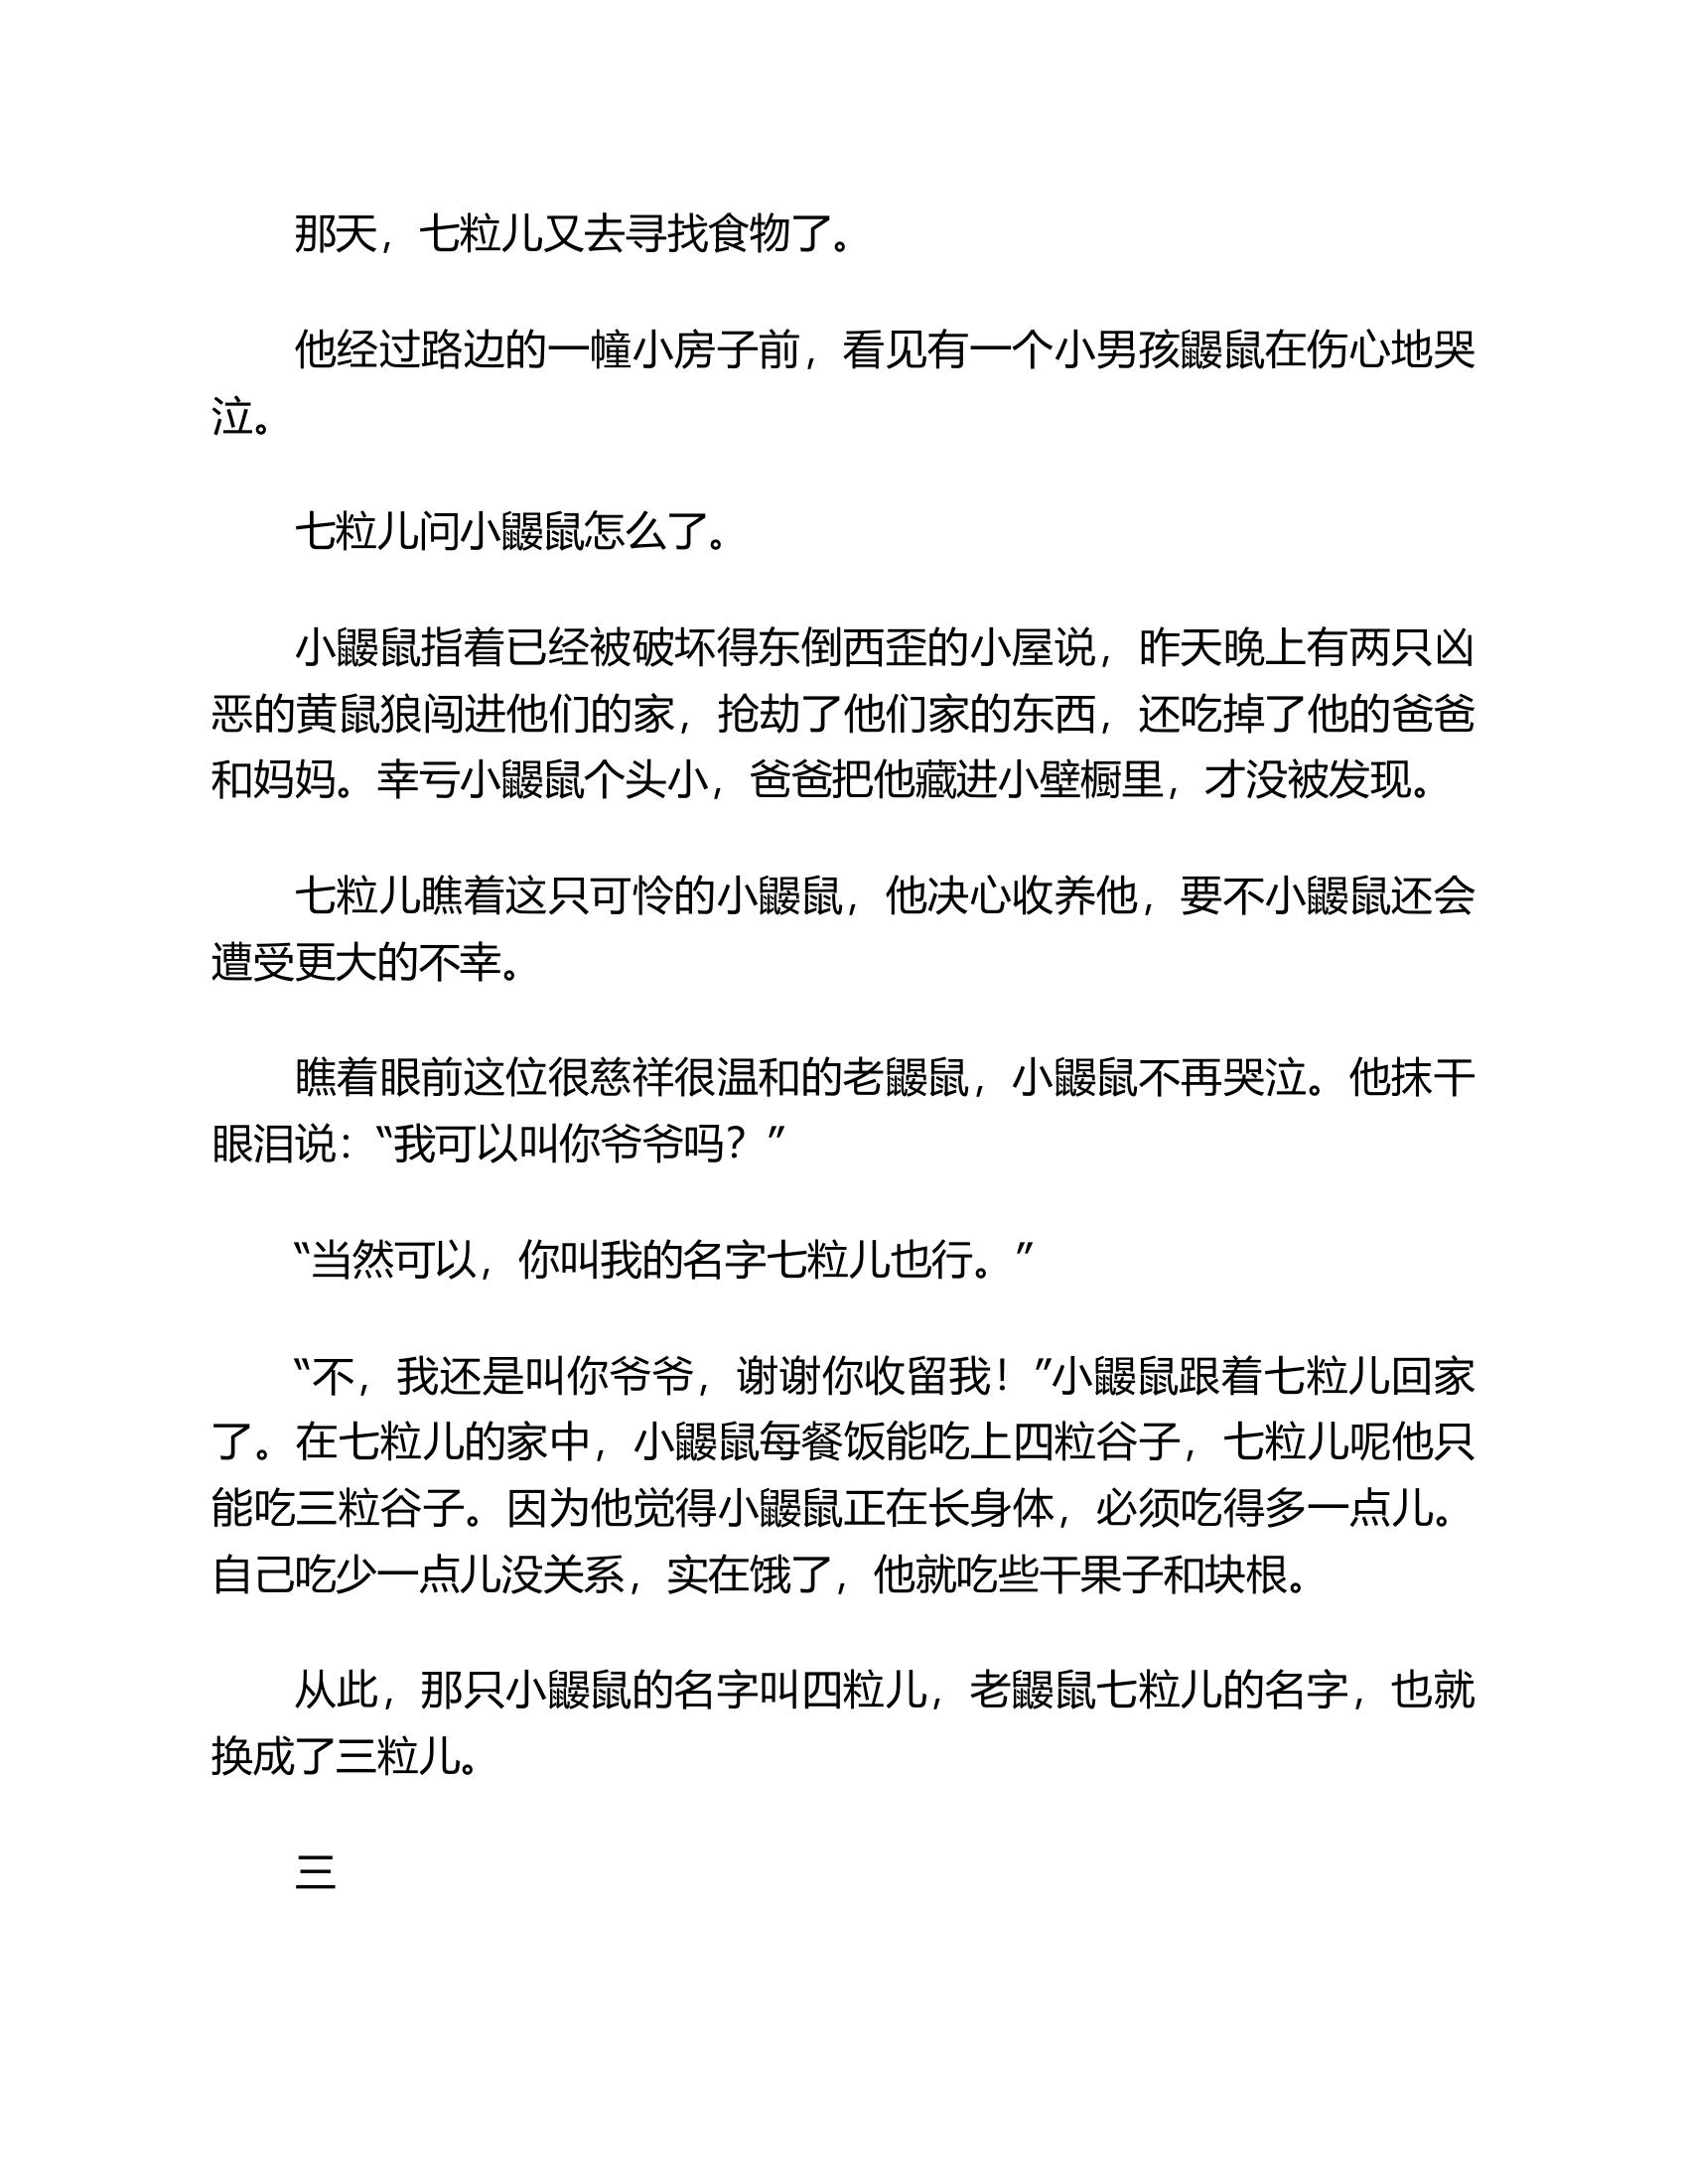 那天，七粒儿又去寻找食物了。
他经过路边的一幢小房子前，看见有一个小男孩鼹鼠在伤心地哭
泣。
七粒儿问小鼹鼠怎么了。
小鼹鼠指着已经被破坏得东倒西歪的小屋说，昨天晚上有两只凶
恶的黄鼠狼闯进他们的家，抢劫了他们家的东西，还吃掉了他的爸爸
和妈妈。幸亏小鼹鼠个头小，爸爸把他藏进小壁橱里，才没被发现。
七粒儿瞧着这只可怜的小鼹鼠，他决心收养他，要不小鼹鼠还会
遭受更大的不幸。
瞧着眼前这位很慈祥很温和的老鼹鼠，小鼹鼠不再哭泣。他抹干
眼泪说：“我可以叫你爷爷吗？”
“当然可以，你叫我的名字七粒儿也行。”
“不，我还是叫你爷爷，谢谢你收留我！”小鼹鼠跟着七粒儿回家
了。在七粒儿的家中，小鼹鼠每餐饭能吃上四粒谷子，七粒儿呢他只
能吃三粒谷子。因为他觉得小鼹鼠正在长身体，必须吃得多一点儿。
自己吃少一点儿没关系，实在饿了，他就吃些干果子和块根。
从此，那只小鼹鼠的名字叫四粒儿，老鼹鼠七粒儿的名字，也就
换成了三粒儿。
三